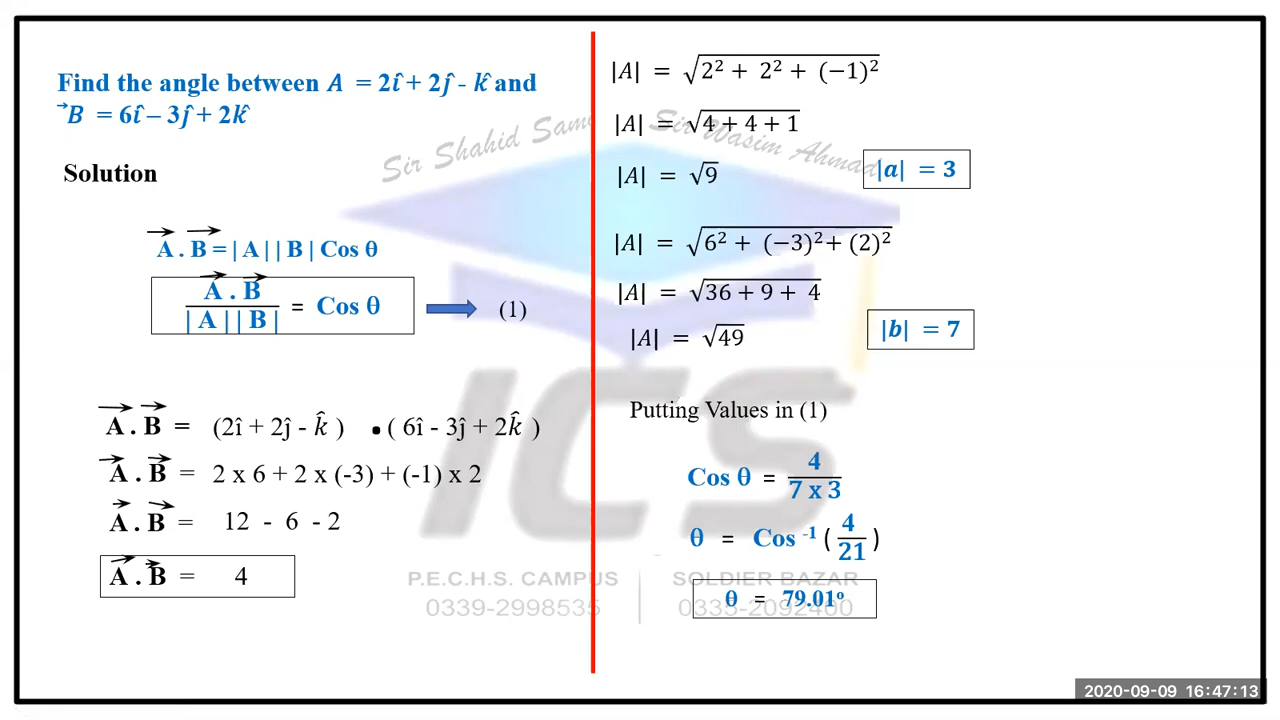 Find the angle between A = 2î + 2ĵ - k̂ and
B = 6î – 3ĵ + 2k̂
Solution
A . B = | A | | B | Cos θ
A . B
| A | | B |
= Cos θ
(1)
A . B = (2î + 2ĵ - k̂ ) . ( 6î - 3ĵ + 2k̂ )
A . B = 2 x 6 + 2 x (-3) + (-1) x 2
A . B = 12 - 6 - 2
A . B = 4
|A| = √2² + 2² + (−1)²
|A| = √4 + 4 + 1
|A| = √9
|a| = 3
|A| = √6² + (−3)² + (2)²
|A| = √36 + 9 + 4
|A| = √49
|b| = 7
Putting Values in (1)
Cos θ = 4
7 x 3
θ = Cos -1 ( 4
21 )
θ = 79.01º
Sir Shahid Sami
Sir Wasim Ahmad
ICS
P.E.C.H.S. CAMPUS
0339-2998535
SOLDIER BAZAR
0335-2092400
2020-09-09 16:47:13